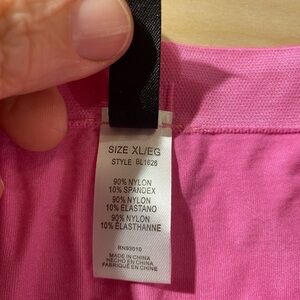 SIZE XL/EG
STYLE BL1626
90% NYLON
10% SPANDEX
90% NYLON
10% ELASTANO
90% NYLON
10% ELASTHANNE
RN93010
MADE IN CHINA
HECHO EN CHINA
FABRIQUE EN CHINE